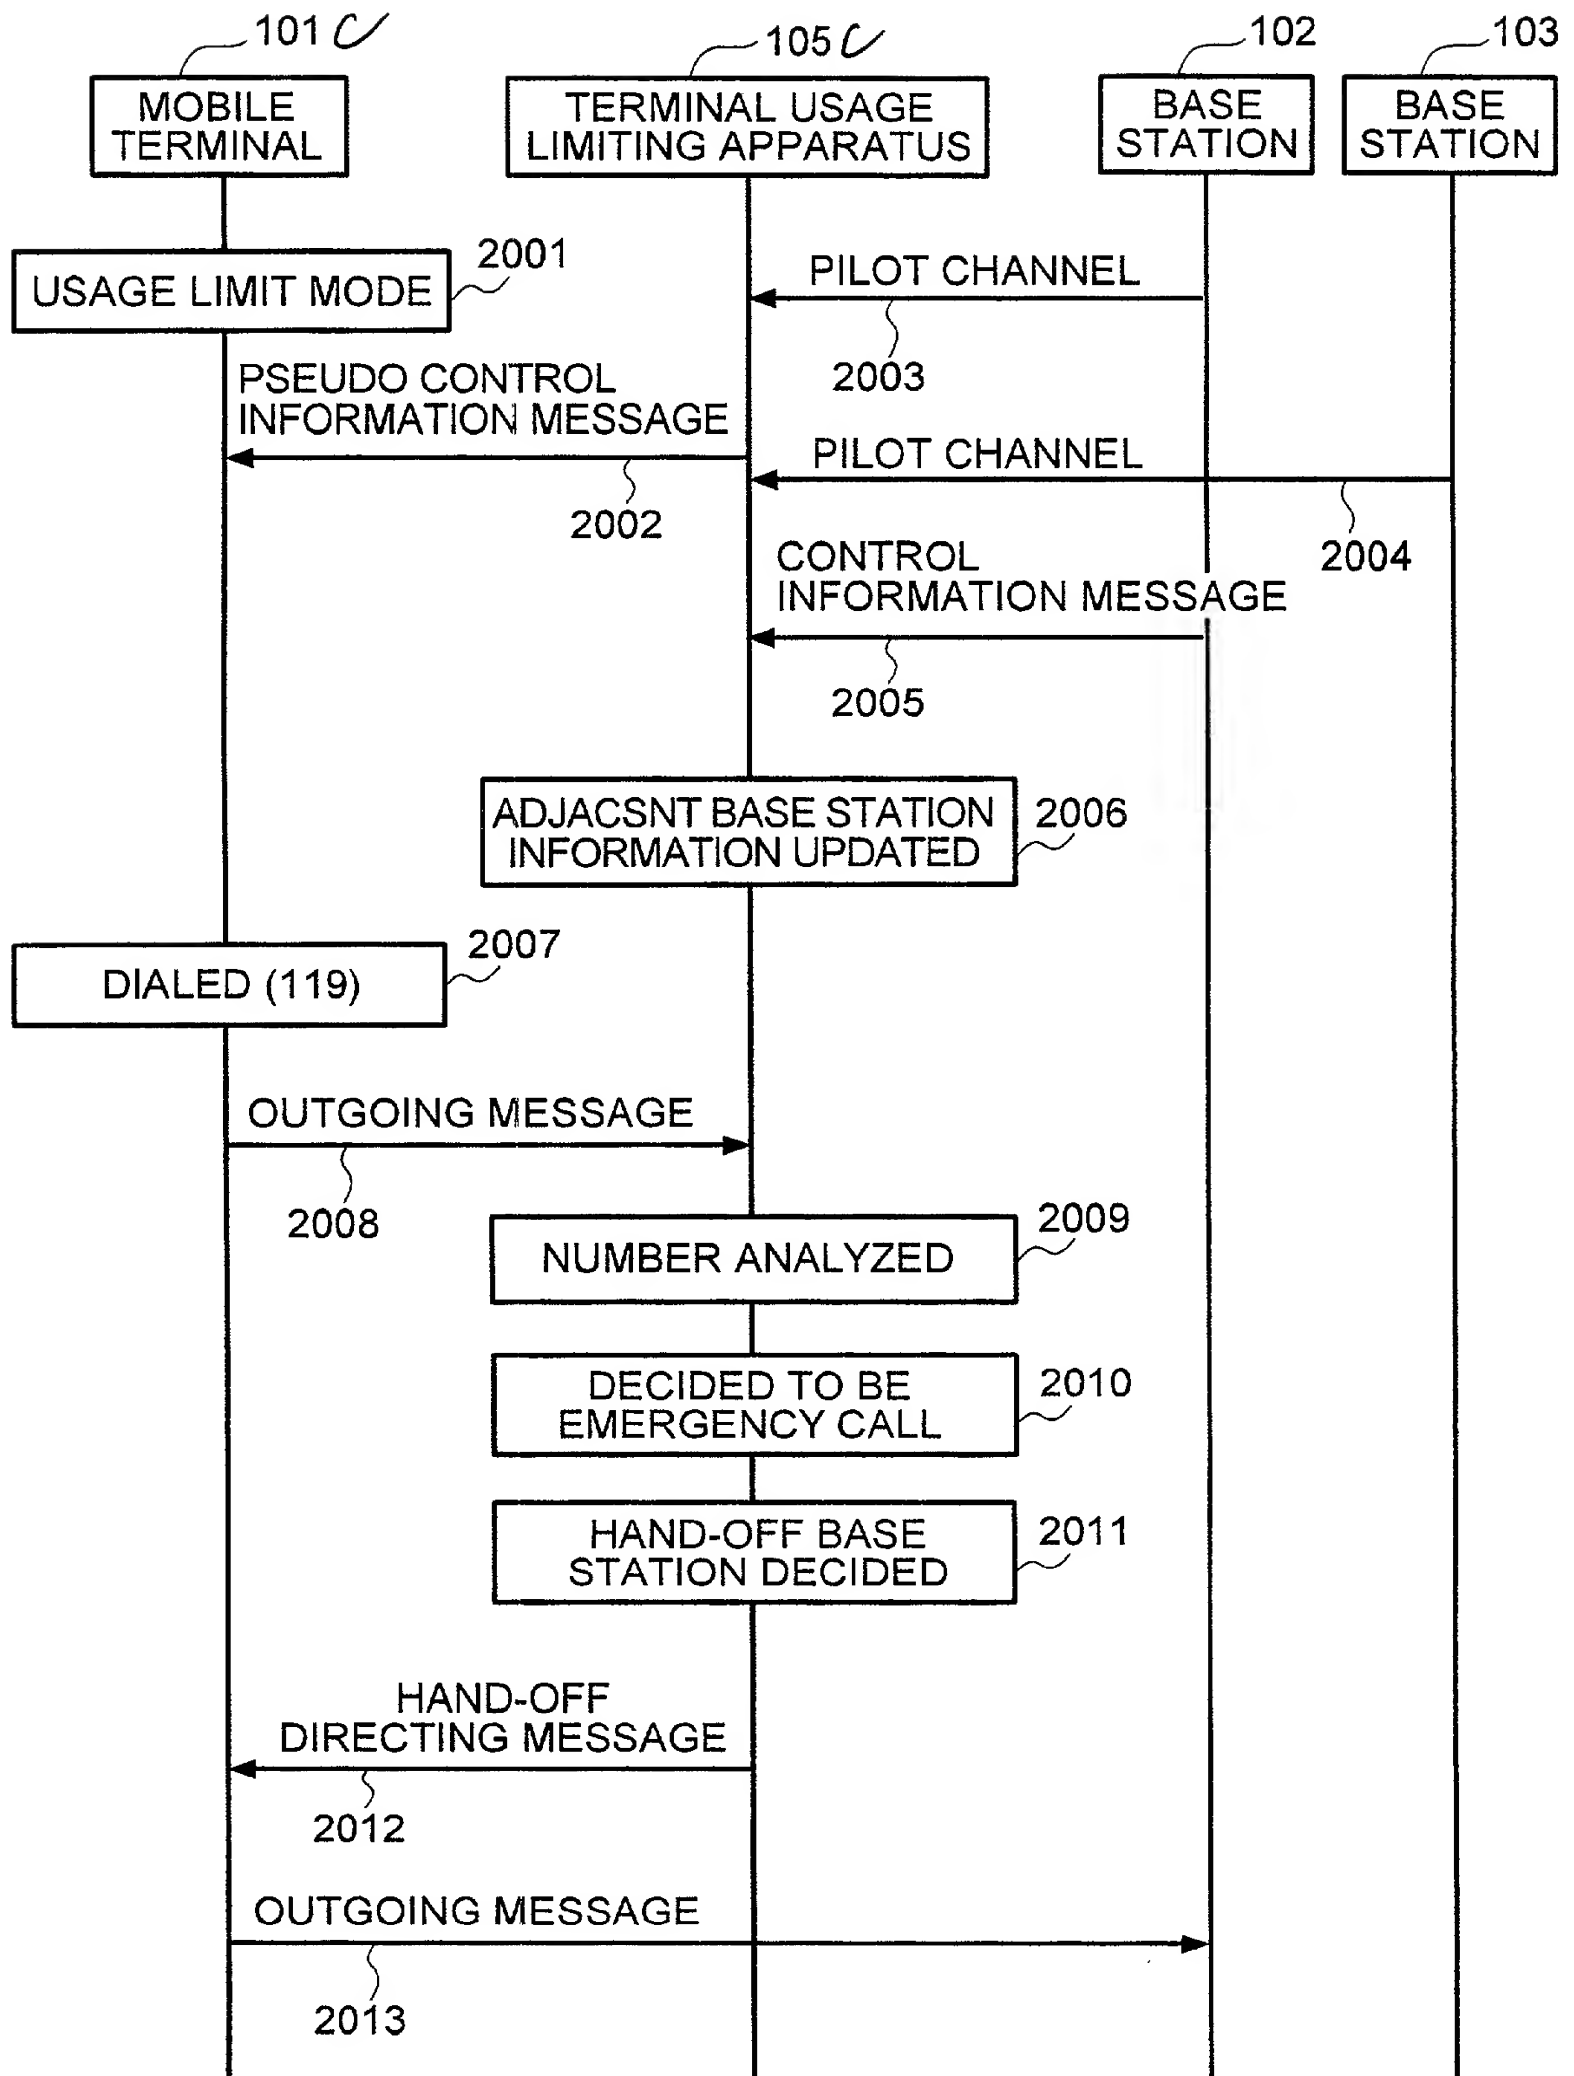 101 C
105 C
102
103
MOBILE
TERMINAL
TERMINAL USAGE
LIMITING APPARATUS
BASE
STATION
BASE
STATION
2001
USAGE LIMIT MODE
PILOT CHANNEL
2003
PSEUDO CONTROL
INFORMATION MESSAGE
2002
PILOT CHANNEL
2004
CONTROL
INFORMATION MESSAGE
2005
ADJACSNT BASE STATION
INFORMATION UPDATED
2006
2007
DIALED (119)
OUTGOING MESSAGE
2008
2009
NUMBER ANALYZED
DECIDED TO BE
EMERGENCY CALL
2010
HAND-OFF BASE
STATION DECIDED
2011
HAND-OFF
DIRECTING MESSAGE
2012
OUTGOING MESSAGE
2013